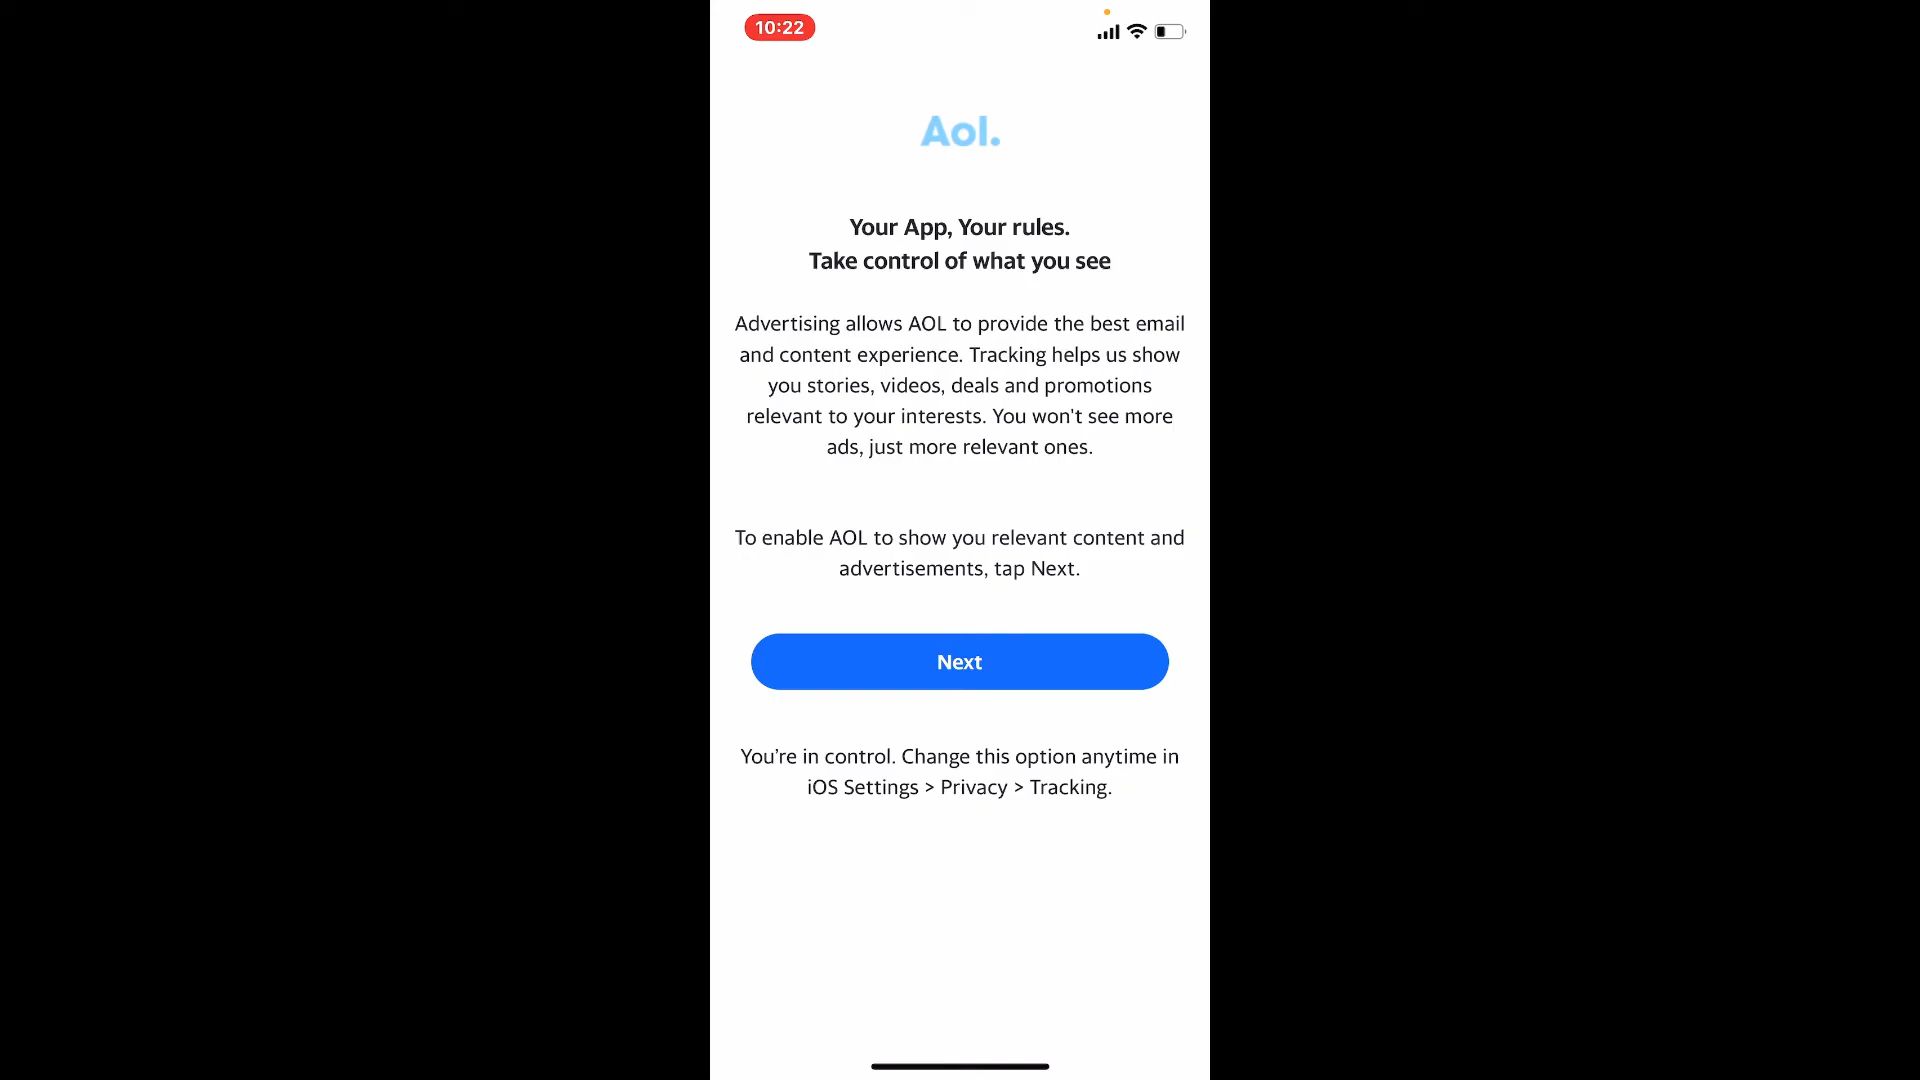 10:22
Aol.
Your App, Your rules.
Take control of what you see
Advertising allows AOL to provide the best email
and content experience. Tracking helps us show
you stories, videos, deals and promotions
relevant to your interests. You won't see more
ads, just more relevant ones.
To enable AOL to show you relevant content and
advertisements, tap Next.
Next
You’re in control. Change this option anytime in
iOS Settings > Privacy > Tracking.